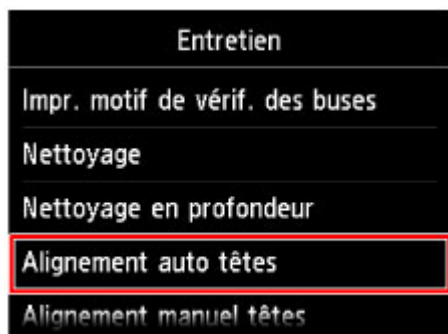 Entretien
Impr. motif de vérif. des buses
Nettoyage
Nettoyage en profondeur
Alignement auto têtes
Alignement manuel têtes